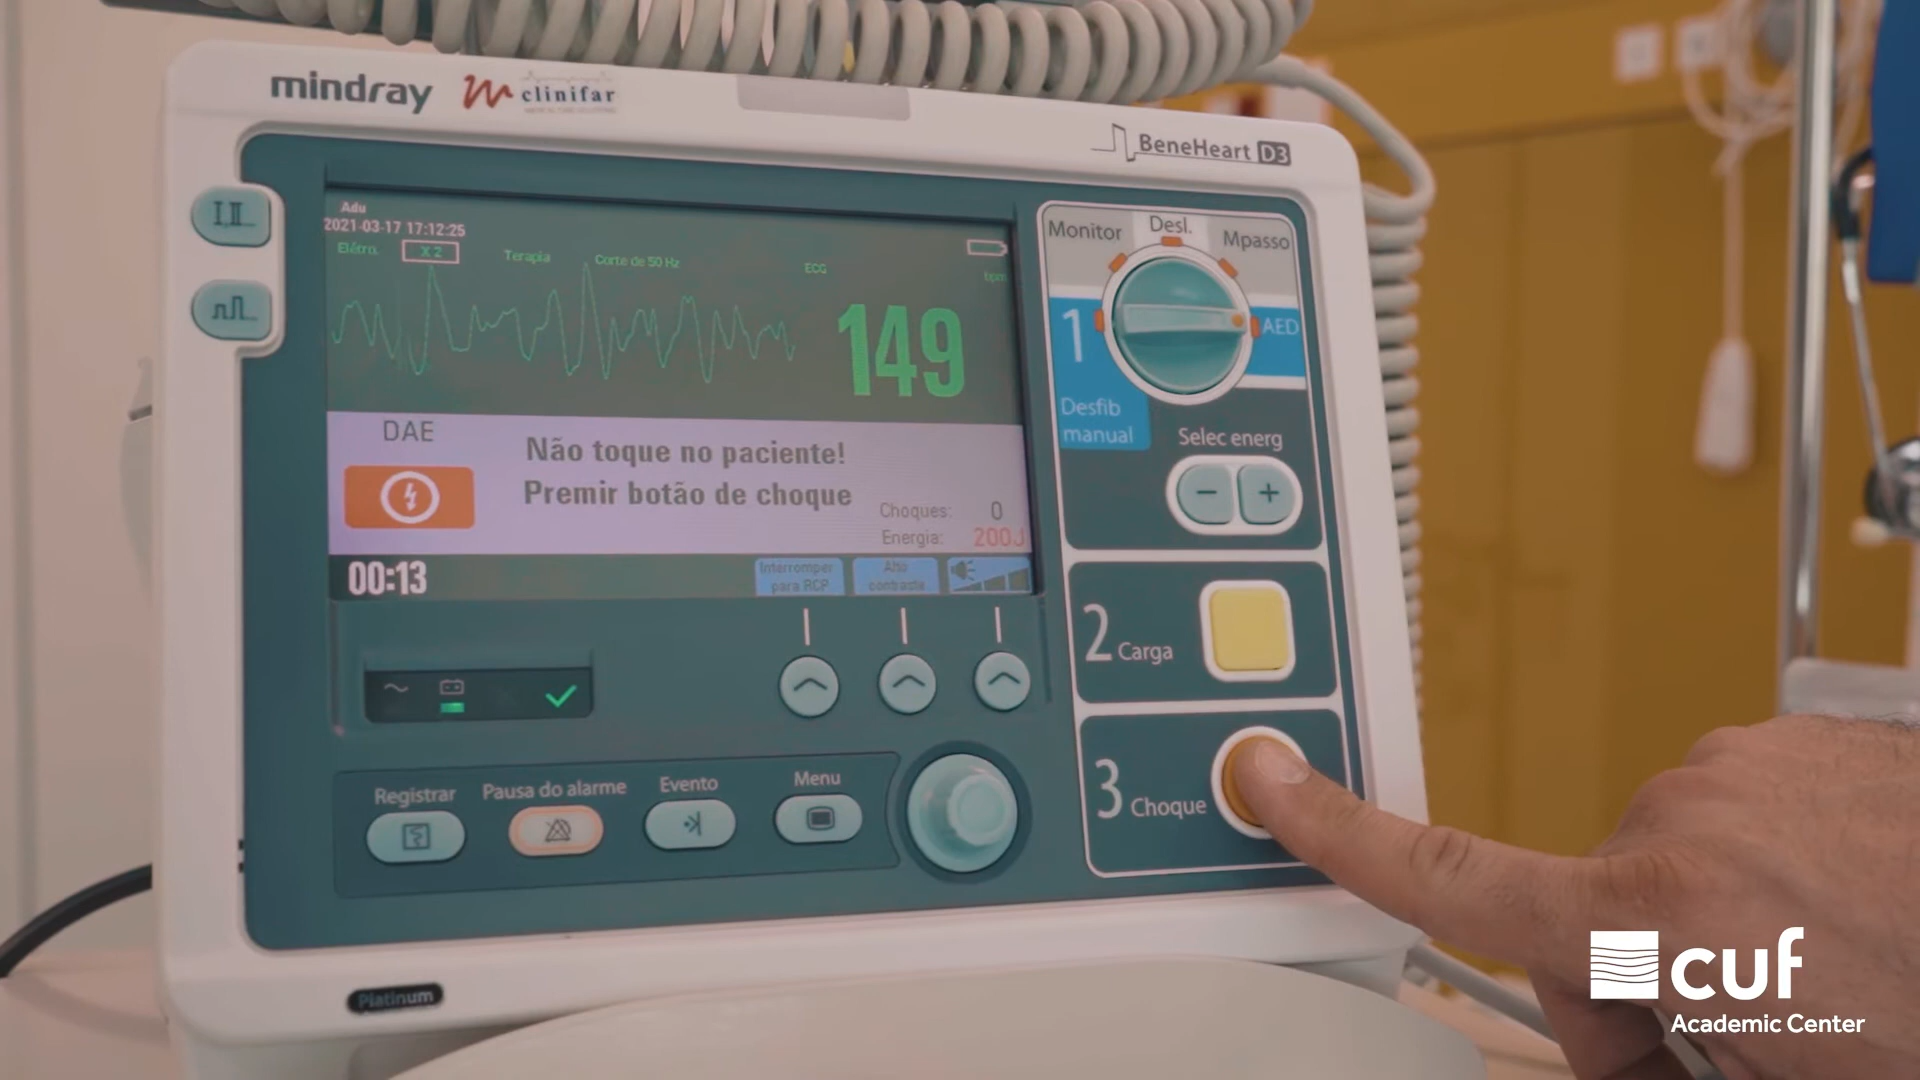 mindray
clinifar
BeneHeart D3
Adu
2021-03-17 17:12:25
Elétro. X 2 Terapia Corte de 50 Hz ECG bpm
149
DAE
Não toque no paciente!
Premir botão de choque
Choques: 0
Energia: 200J
00:13
Interromper
para RCP
Alto
contraste
Monitor Desl. Mpasso
1
AED
Desfib
manual
Selec energ
- +
2 Carga
3 Choque
Registrar Pausa do alarme Evento Menu
Platinum
cuf
Academic Center